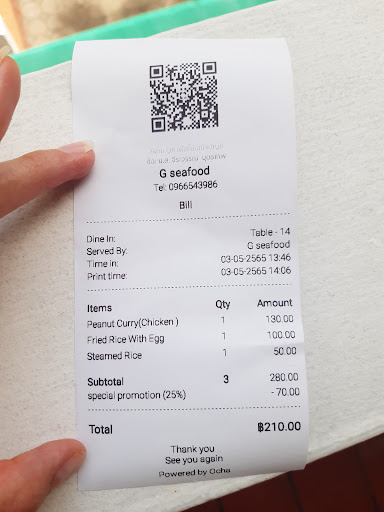 G seafood
Tel: 0966543986
Bill
Dine In: Table - 14
Served By: G seafood
Time in: 03-05-2565 13:46
Print time: 03-05-2565 14:06
Items Qty Amount
Peanut Curry(Chicken ) 1 130.00
Fried Rice With Egg 1 100.00
Steamed Rice 1 50.00
Subtotal 3 280.00
special promotion (25%) - 70.00
Total ฿210.00
Thank you
See you again
Powered by Ocha